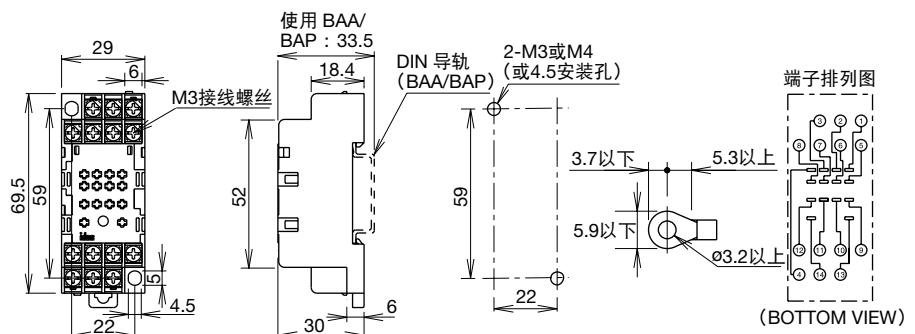 29
6
M3接线螺丝
69.5
59
idec
5
4.5
22
使用 BAA/
BAP：33.5
18.4
DIN 导轨
（BAA/BAP）
52
6
30
2-M3或M4
（或4.5安装孔）
59
22
3.7以下
5.3以上
5.9以下
ø3.2以上
端子排列图
3 2 1
8 7 6 5
12 11 10 9
4 14 13
（BOTTOM VIEW）